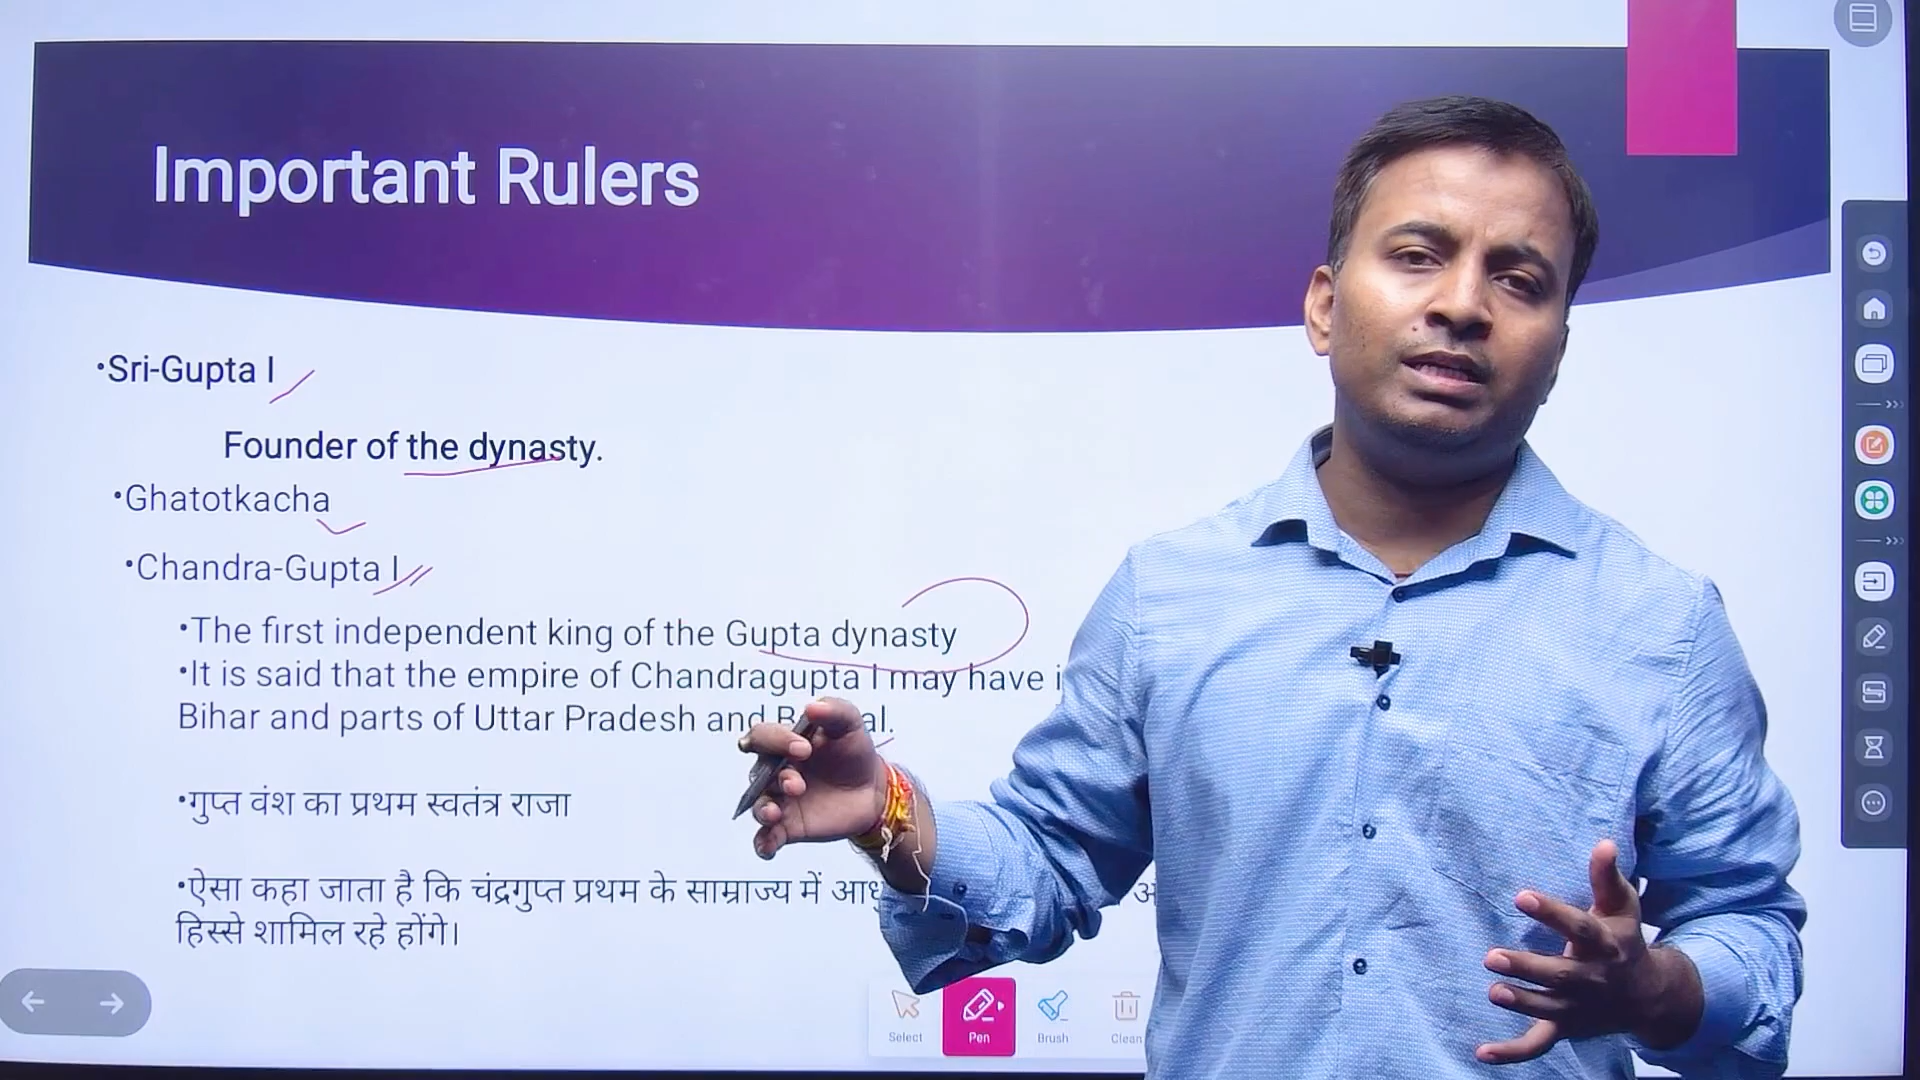 Important Rulers
•Sri-Gupta I
Founder of the dynasty.
•Ghatotkacha
•Chandra-Gupta I
•The first independent king of the Gupta dynasty
•It is said that the empire of Chandragupta I may have
Bihar and parts of Uttar Pradesh and
•गुप्त वंश का प्रथम स्वतंत्र राजा
•ऐसा कहा जाता है कि चंद्रगुप्त प्रथम के साम्राज्य में
हिस्से शामिल रहे होंगे।
Select
Pen
Brush
Clean